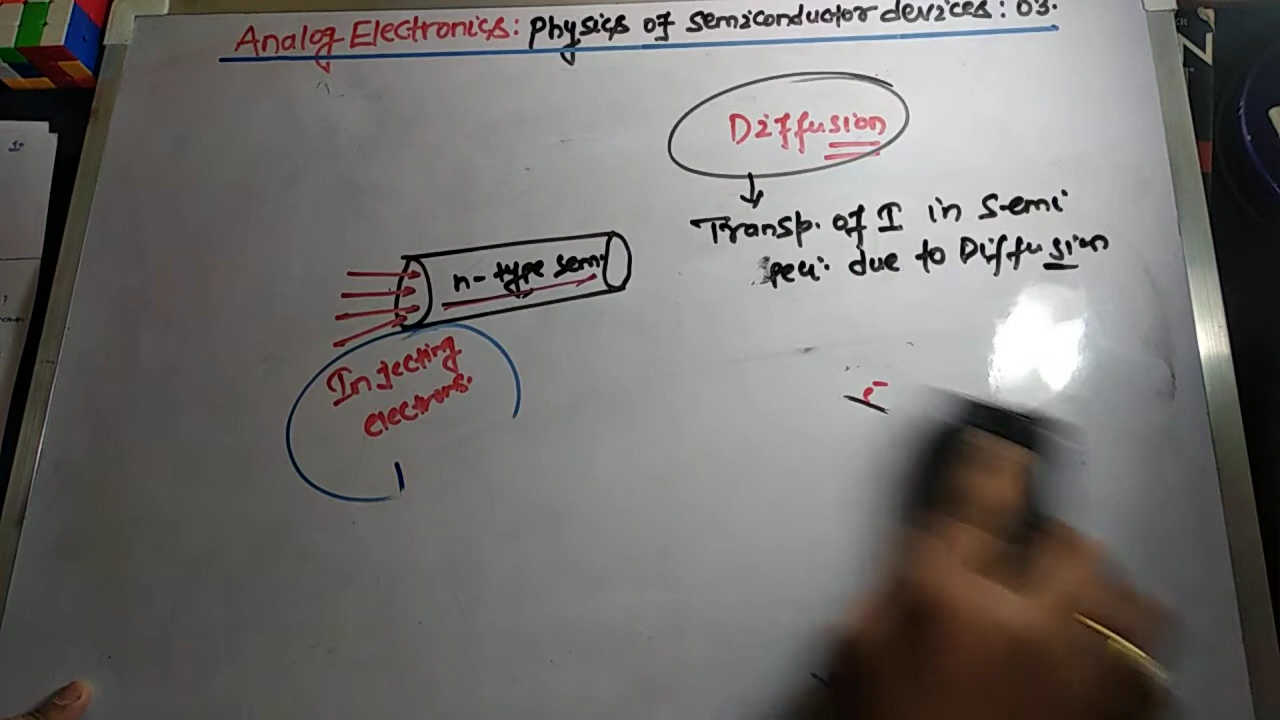 Analog Electronics: Physics of semiconductor devices: 03.
Diffusion
Transp. of I in semi
due to Diffusion
n-type semi.
Injecting
electrons.